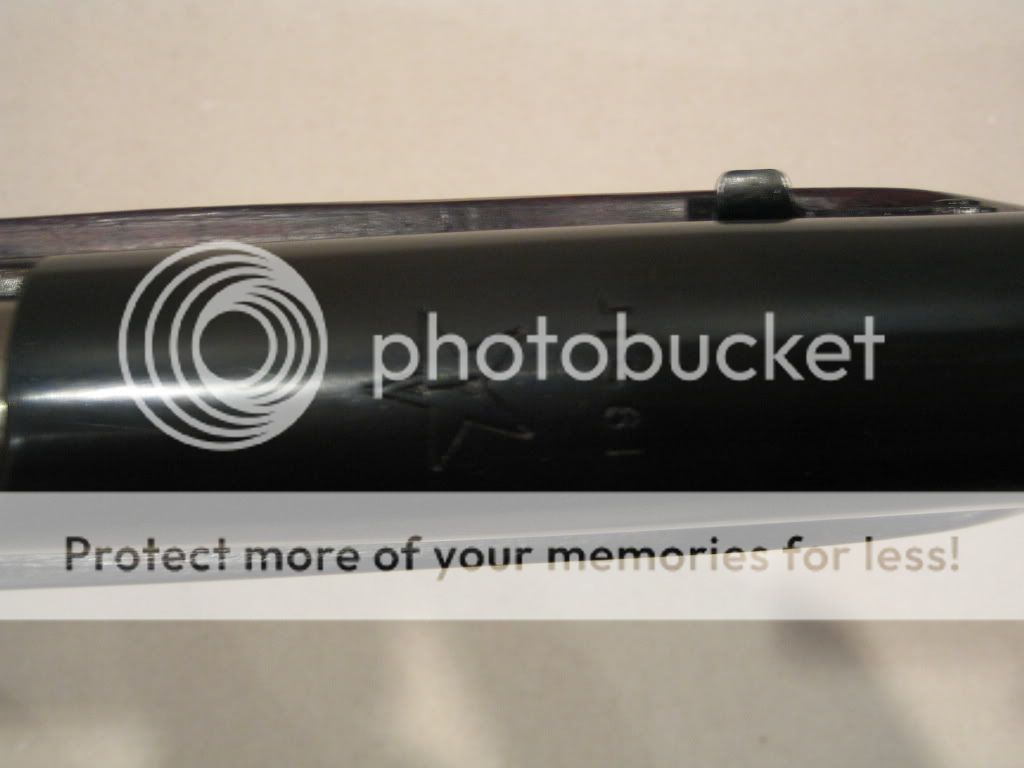 photobucket
Protect more of your memories for less!